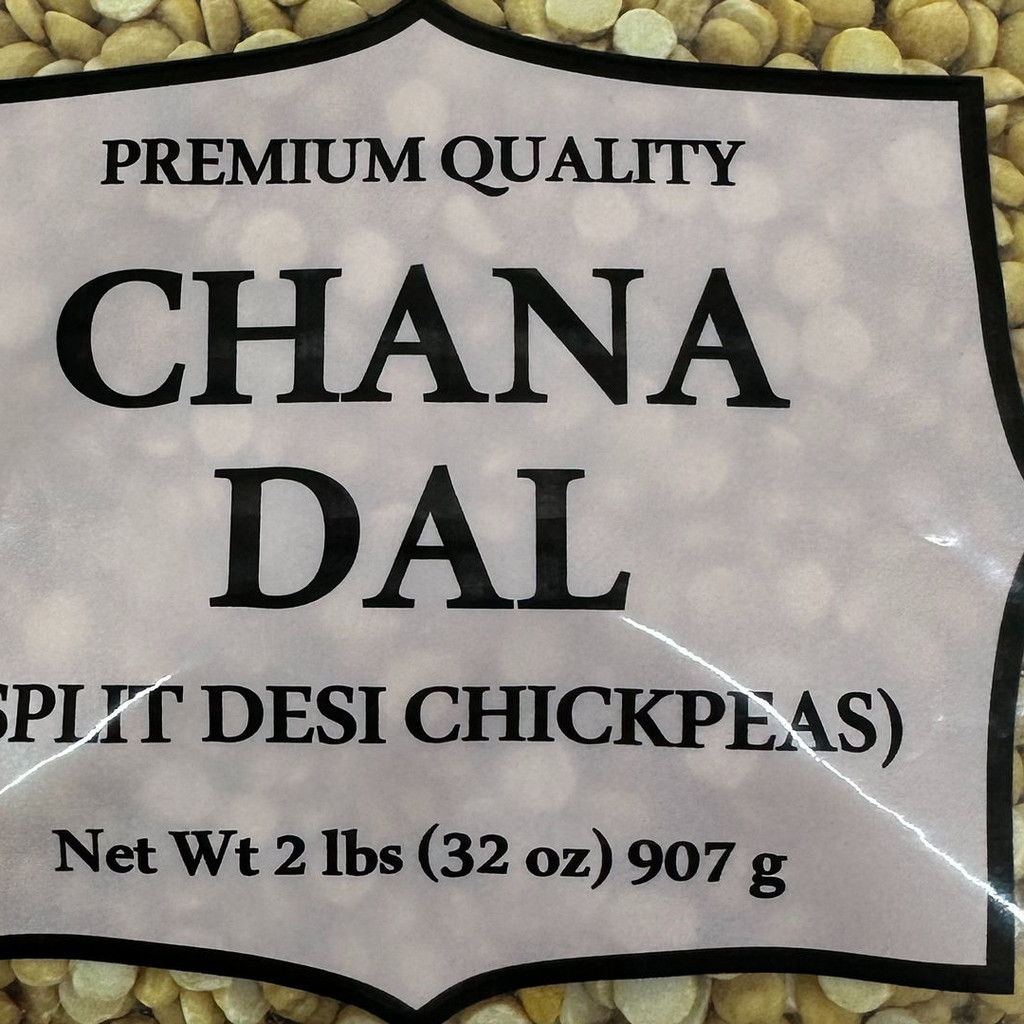 PREMIUM QUALITY
CHANA
DAL
SPLIT DESI CHICKPEAS)
Net Wt 2 lbs (32 oz) 907 g